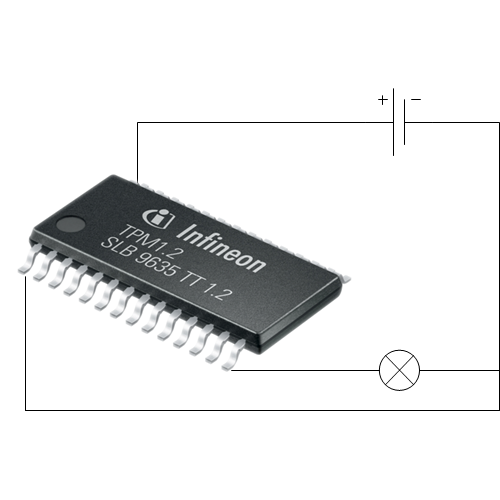 + −
Infineon
TPM1.2
SLB 9635 TT 1.2